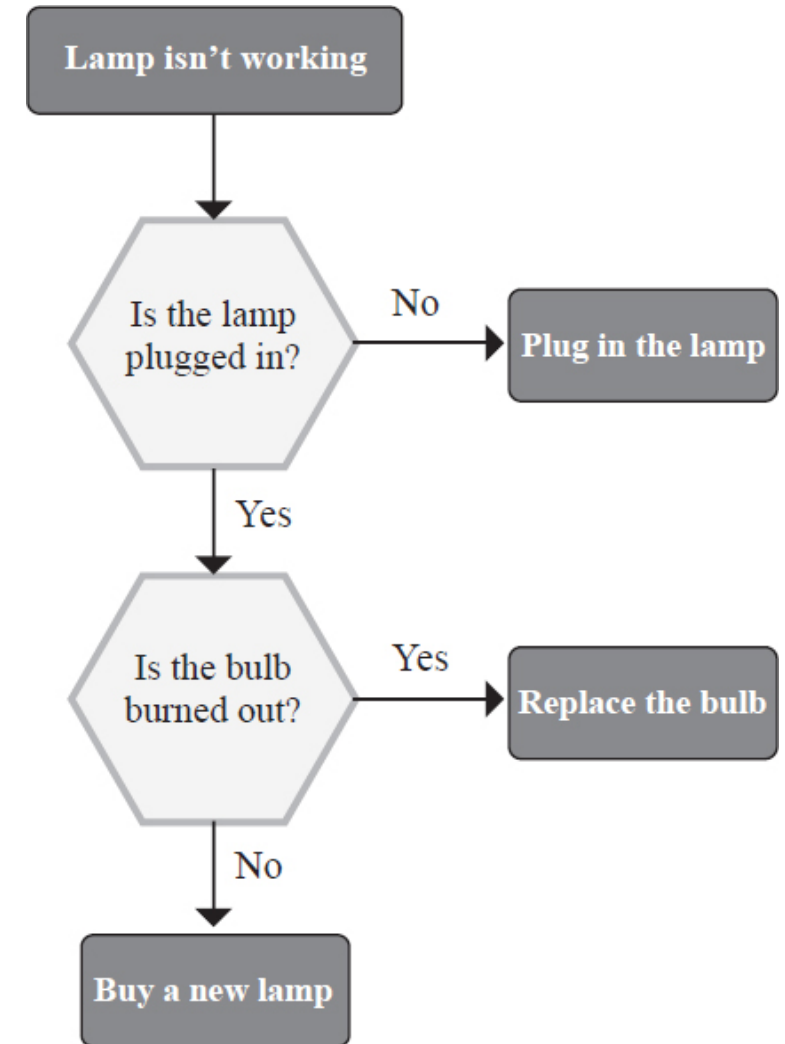 Lamp isn’t working
Is the lamp
plugged in?
No
Plug in the lamp
Yes
Is the bulb
burned out?
Yes
Replace the bulb
No
Buy a new lamp